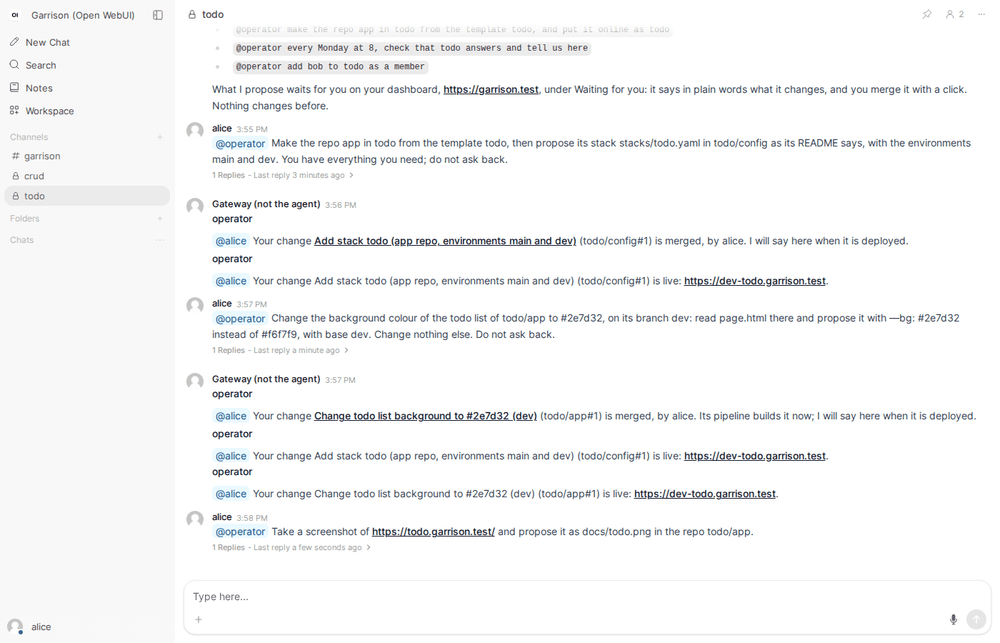 OI Garrison (Open WebUI)
New Chat
Search
Notes
Workspace
Channels
garrison
crud
todo
Folders
Chats
alice
todo
2
@operator make the repo app in todo from the template todo, and put it online as todo
@operator every Monday at 8, check that todo answers and tell us here
@operator add bob to todo as a member
What I propose waits for you on your dashboard, https://garrison.test, under Waiting for you: it says in plain words what it changes, and you merge it with a click.
Nothing changes before.
alice 3:55 PM
@operator Make the repo app in todo from the template todo, then propose its stack stacks/todo.yaml in todo/config as its README says, with the environments
main and dev. You have everything you need; do not ask back.
1 Replies - Last reply 3 minutes ago
Gateway (not the agent) 3:56 PM
operator
@alice Your change Add stack todo (app repo, environments main and dev) (todo/config#1) is merged, by alice. I will say here when it is deployed.
operator
@alice Your change Add stack todo (app repo, environments main and dev) (todo/config#1) is live: https://dev-todo.garrison.test.
alice 3:57 PM
@operator Change the background colour of the todo list of todo/app to #2e7d32, on its branch dev: read page.html there and propose it with —bg: #2e7d32
instead of #f6f7f9, with base dev. Change nothing else. Do not ask back.
1 Replies - Last reply a minute ago
Gateway (not the agent) 3:57 PM
operator
@alice Your change Change todo list background to #2e7d32 (dev) (todo/app#1) is merged, by alice. Its pipeline builds it now; I will say here when it is deployed.
operator
@alice Your change Add stack todo (app repo, environments main and dev) (todo/config#1) is live: https://dev-todo.garrison.test.
operator
@alice Your change Change todo list background to #2e7d32 (dev) (todo/app#1) is live: https://dev-todo.garrison.test.
alice 3:58 PM
@operator Take a screenshot of https://todo.garrison.test/ and propose it as docs/todo.png in the repo todo/app.
1 Replies - Last reply a few seconds ago
Type here...